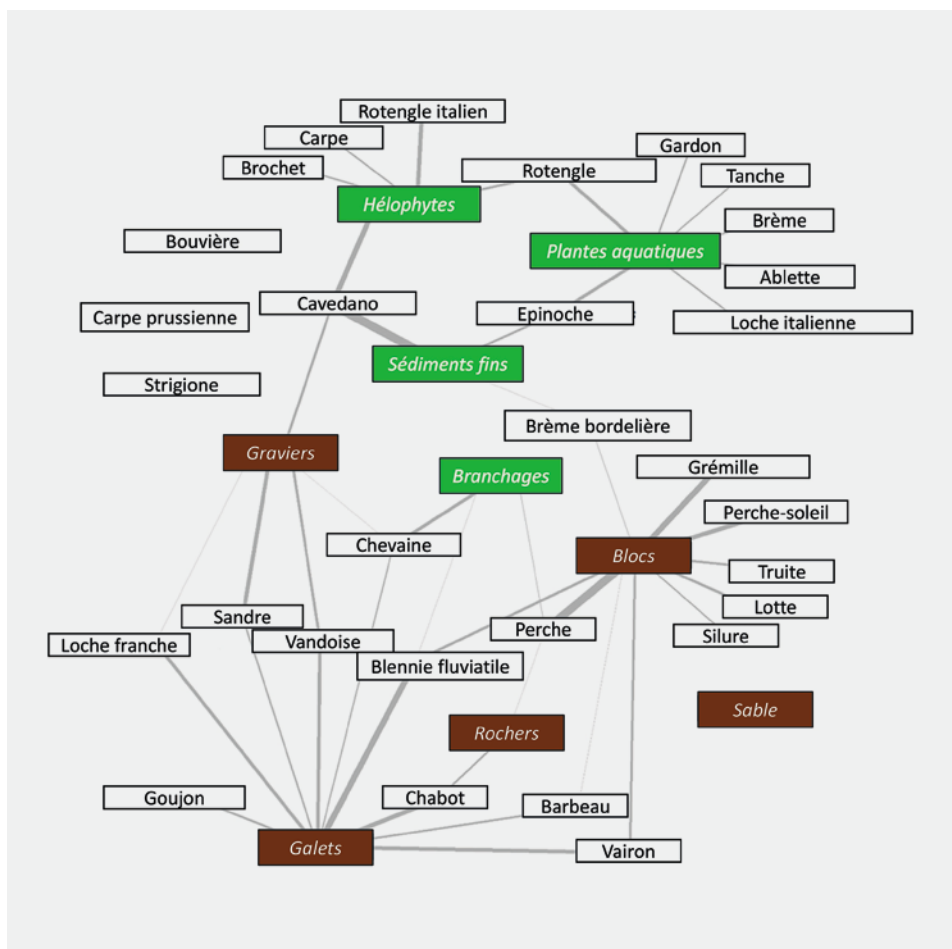 Rotengle italien
Carpe
Gardon
Brochet
Rotengle
Tanche
Hélophytes
Brème
Bouvière
Plantes aquatiques
Ablette
Cavedano
Carpe prussienne
Epinoche
Loche italienne
Sédiments fins
Strigione
Brème bordelière
Graviers
Grémille
Branchages
Perche-soleil
Chevaine
Blocs
Truite
Lotte
Sandre
Perche
Silure
Loche franche
Vandoise
Blennie fluviatile
Sable
Rochers
Goujon
Chabot
Barbeau
Galets
Vairon